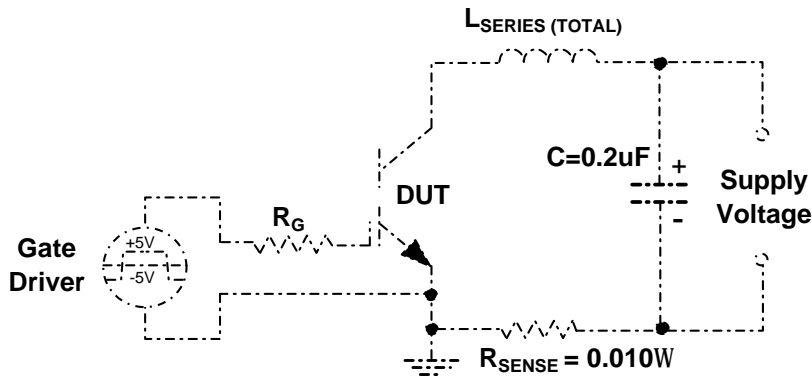 LSERIES (TOTAL)
C=0.2uF
+
-
Supply
Voltage
DUT
RG
Gate
Driver
+5V
-5V
RSENSE = 0.010W